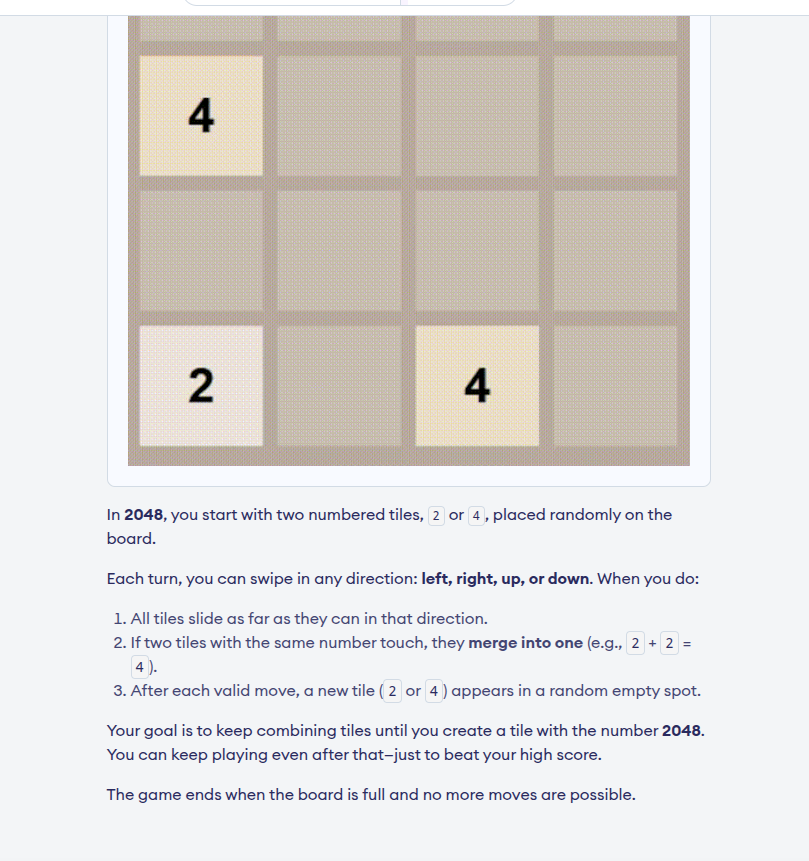 4
2 4
In 2048, you start with two numbered tiles, 2 or 4, placed randomly on the
board.
Each turn, you can swipe in any direction: left, right, up, or down. When you do:
1. All tiles slide as far as they can in that direction.
2. If two tiles with the same number touch, they merge into one (e.g., 2 + 2 =
4).
3. After each valid move, a new tile (2 or 4) appears in a random empty spot.
Your goal is to keep combining tiles until you create a tile with the number 2048.
You can keep playing even after that—just to beat your high score.
The game ends when the board is full and no more moves are possible.